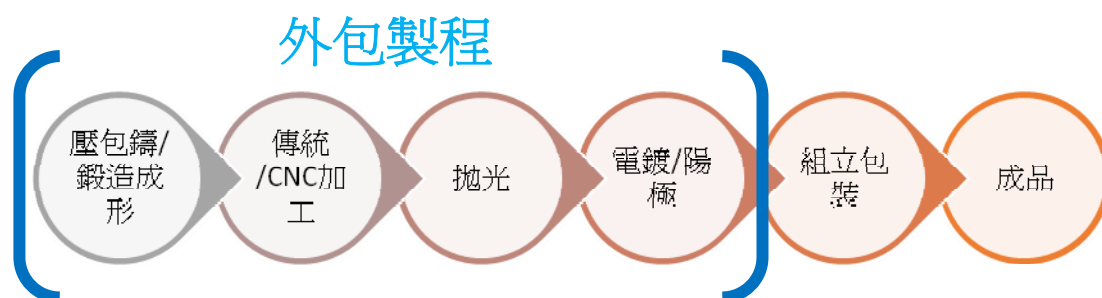 外包製程
壓包鑄/
鍛造成
形
傳統
/CNC加
工
拋光
電鍍/陽
極
組立包
裝
成品